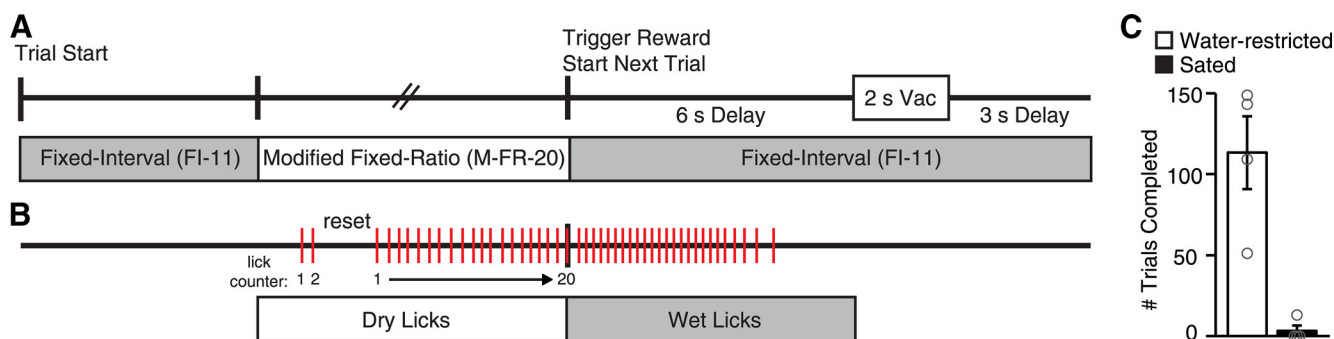 A
Trial Start
Trigger Reward
Start Next Trial
6 s Delay
2 s Vac
3 s Delay
Fixed-Interval (FI-11)
Modified Fixed-Ratio (M-FR-20)
Fixed-Interval (FI-11)
B
reset
lick
counter: 1 2 1 20
Dry Licks
Wet Licks
C
Water-restricted
Sated
# Trials Completed
150
100
50
0